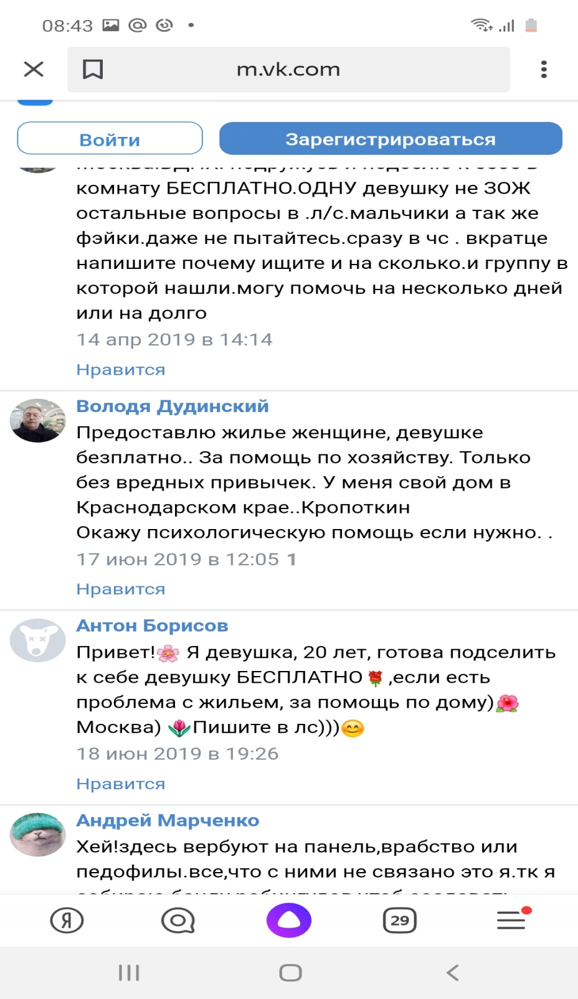 08:43
m.vk.com
Войти
Зарегистрироваться
комнату БЕСПЛАТНО.ОДНУ девушку не ЗОЖ
остальные вопросы в .л/с.мальчики а так же
фэйки.даже не пытайтесь.сразу в чс . вкратце
напишите почему ищите и на сколько.и группу в
которой нашли.могу помочь на несколько дней
или на долго
14 апр 2019 в 14:14
Нравится
Володя Дудинский
Предоставлю жилье женщине, девушке
безплатно.. За помощь по хозяйству. Только
без вредных привычек. У меня свой дом в
Краснодарском крае..Кропоткин
Окажу психологическую помощь если нужно. .
17 июн 2019 в 12:05 1
Нравится
Антон Борисов
Привет!🌸 Я девушка, 20 лет, готова подселить
к себе девушку БЕСПЛАТНО🌹,если есть
проблема с жильем, за помощь по дому)🌺
Москва) 🌷Пишите в лс)))😊
18 июн 2019 в 19:26
Нравится
Андрей Марченко
Хей!здесь вербуют на панель,врабство или
педофилы.все,что с ними не связано это я.тк я
Я
29